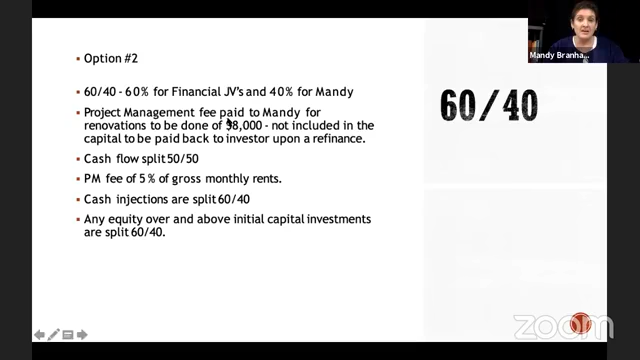 Option #2
60/40 - 60% for Financial JV's and 40% for Mandy
Project Management fee paid to Mandy for
renovations to be done of $8,000 - not included in the
capital to be paid back to investor upon a refinance.
Cash flow split 50/50
PM fee of 5% of gross monthly rents.
Cash injections are split 60/40
Any equity over and above initial capital investments
are split 60/40.
60/40
Mandy Branha...
zoom